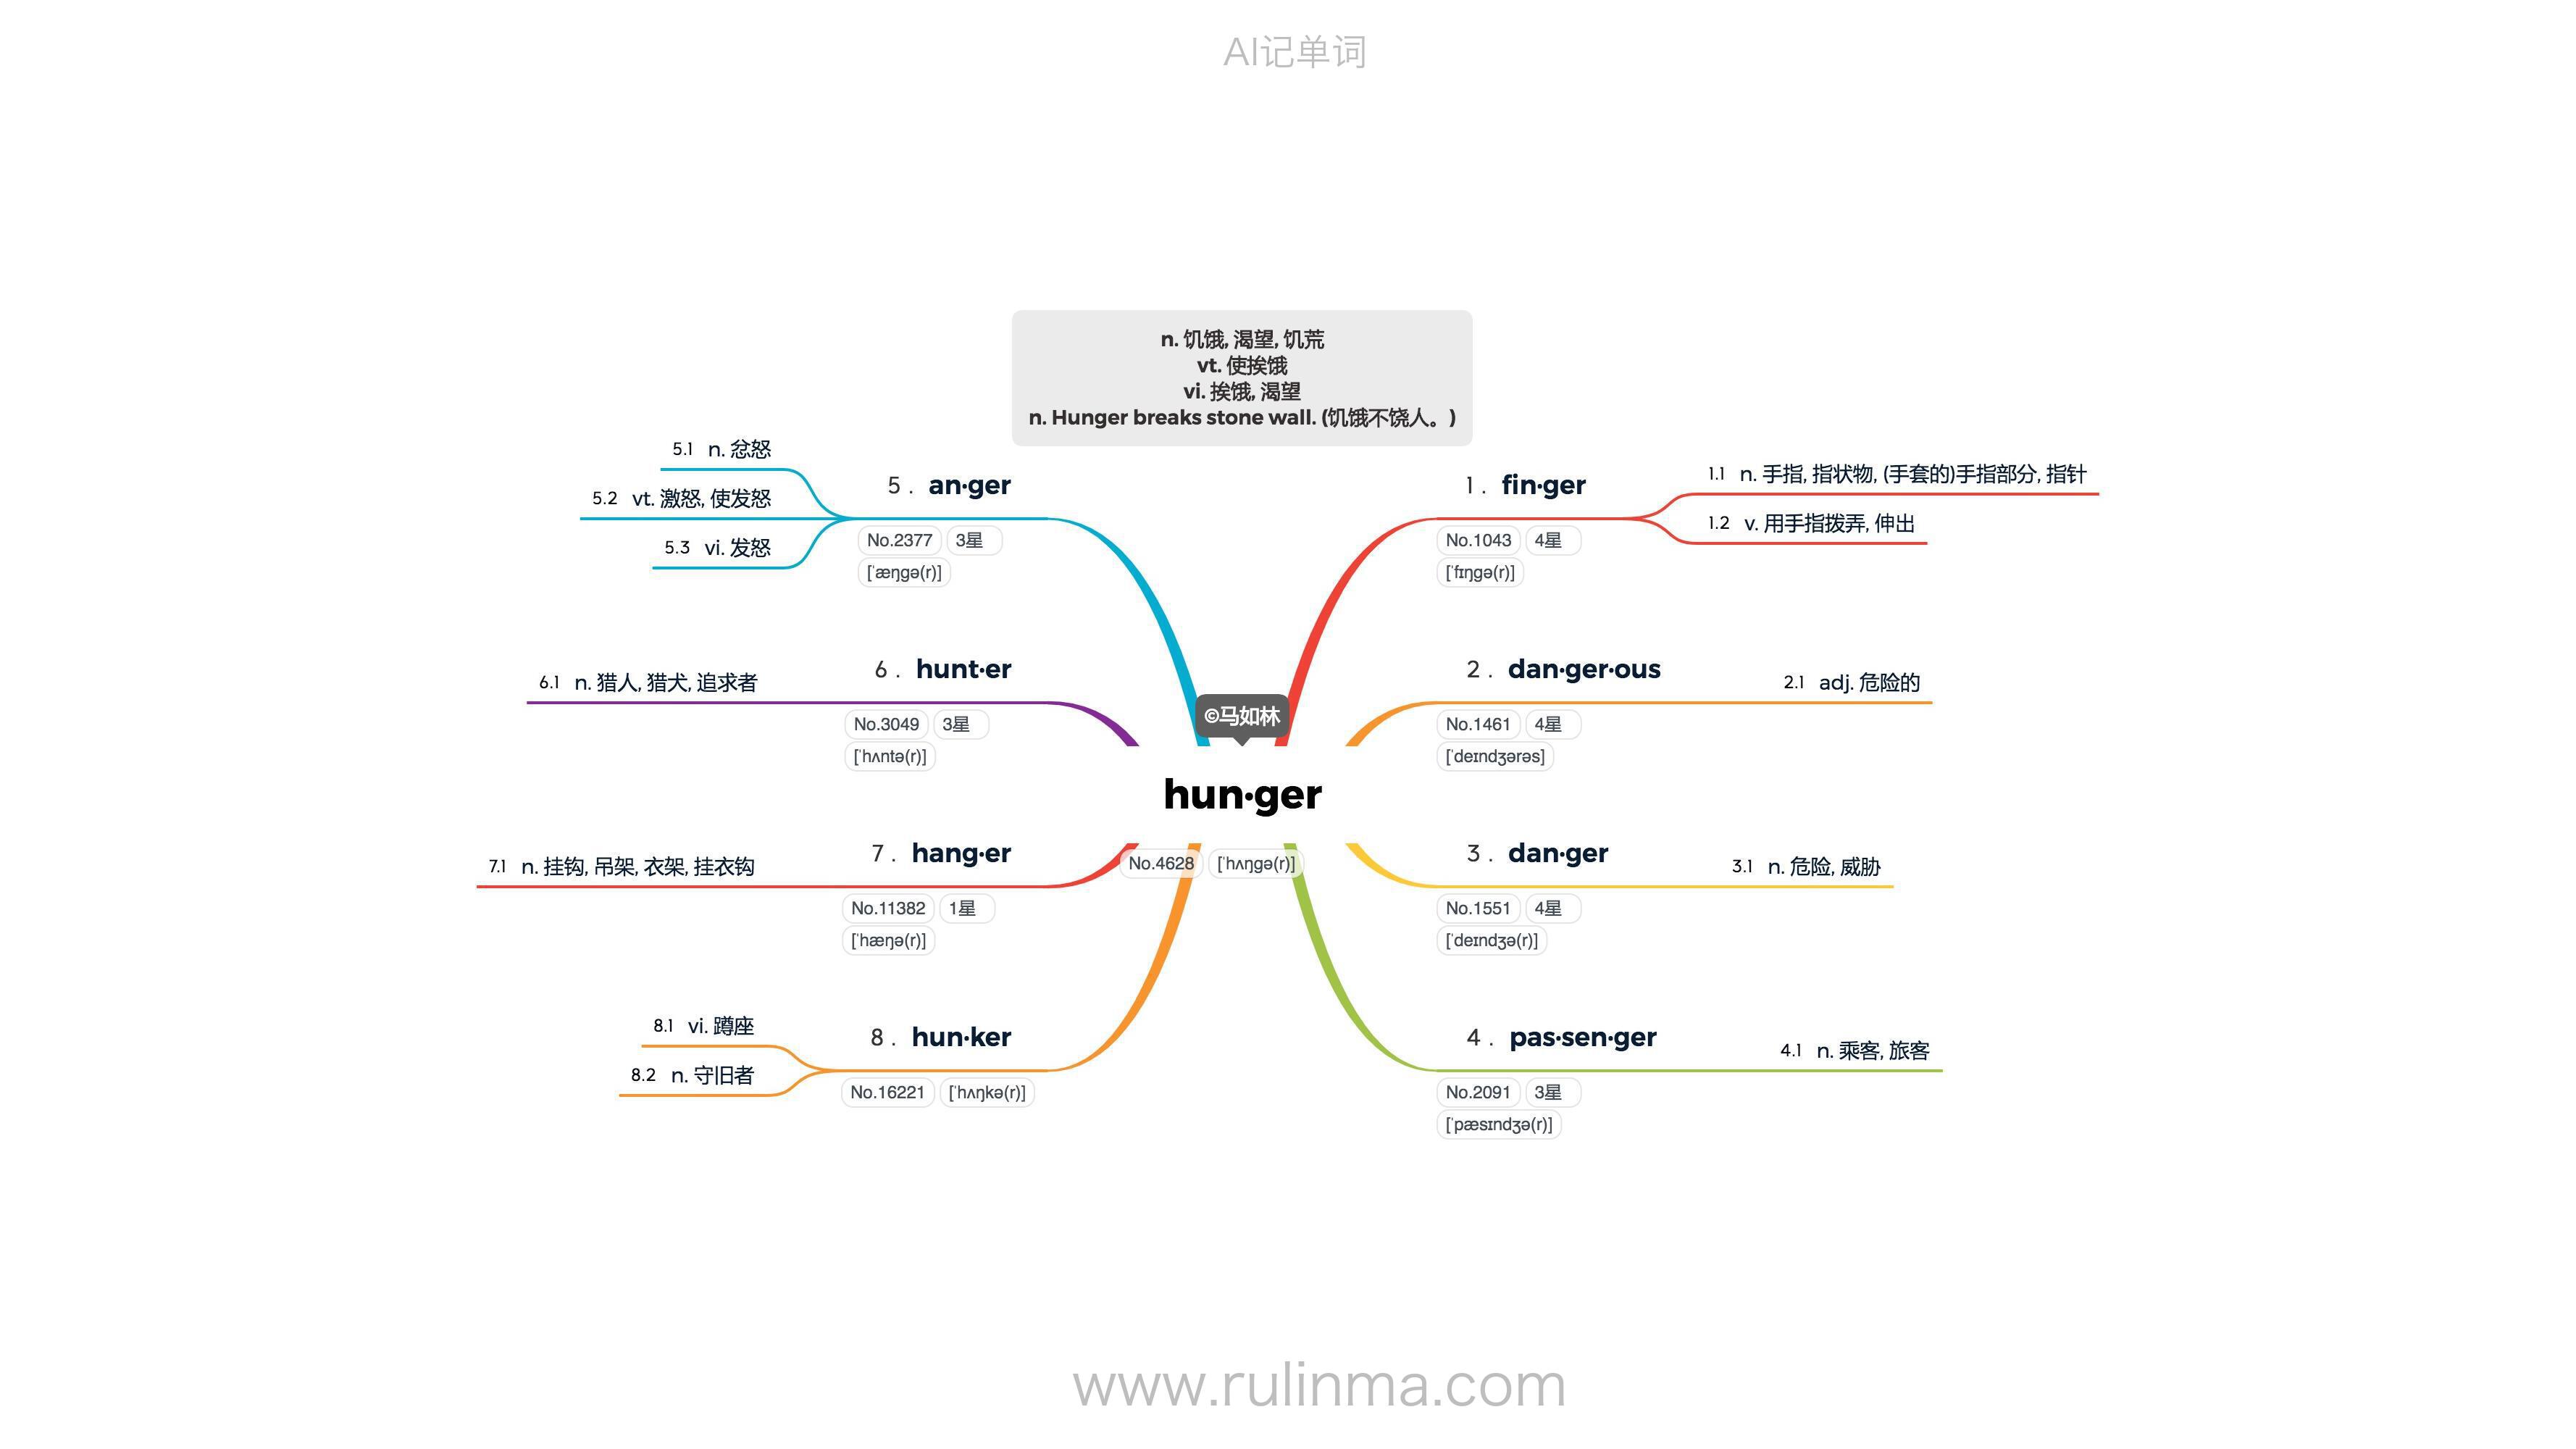 AI记单词
n. 饥饿, 渴望, 饥荒
vt. 使挨饿
vi. 挨饿, 渴望
n. Hunger breaks stone wall. (饥饿不饶人。)
©马如林
hun·ger
No.4628 [ˈhʌŋgə(r)]
1. fin·ger
No.1043 4星
[ˈfɪŋgə(r)]
1.1 n. 手指, 指状物, (手套的)手指部分, 指针
1.2 v. 用手指拨弄, 伸出
2. dan·ger·ous
No.1461 4星
[ˈdeɪndʒərəs]
2.1 adj. 危险的
3. dan·ger
No.1551 4星
[ˈdeɪndʒə(r)]
3.1 n. 危险, 威胁
4. pas·sen·ger
No.2091 3星
[ˈpæsɪndʒə(r)]
4.1 n. 乘客, 旅客
5. an·ger
No.2377 3星
[ˈæŋgə(r)]
5.1 n. 忿怒
5.2 vt. 激怒, 使发怒
5.3 vi. 发怒
6. hunt·er
No.3049 3星
[ˈhʌntə(r)]
6.1 n. 猎人, 猎犬, 追求者
7. hang·er
No.11382 1星
[ˈhæŋə(r)]
7.1 n. 挂钩, 吊架, 衣架, 挂衣钩
8. hun·ker
No.16221 [ˈhʌŋkə(r)]
8.1 vi. 蹲座
8.2 n. 守旧者
www.rulinma.com